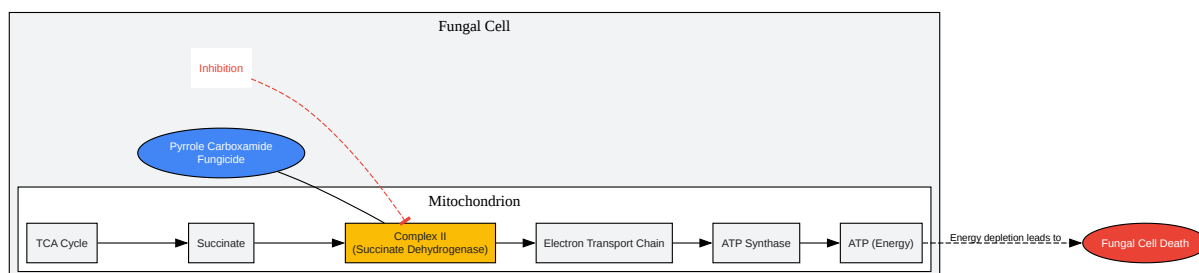 Fungal Cell
Inhibition
Pyrrole Carboxamide
Fungicide
Mitochondrion
TCA Cycle
Succinate
Complex II
(Succinate Dehydrogenase)
Electron Transport Chain
ATP Synthase
ATP (Energy)
Energy depletion leads to
Fungal Cell Death